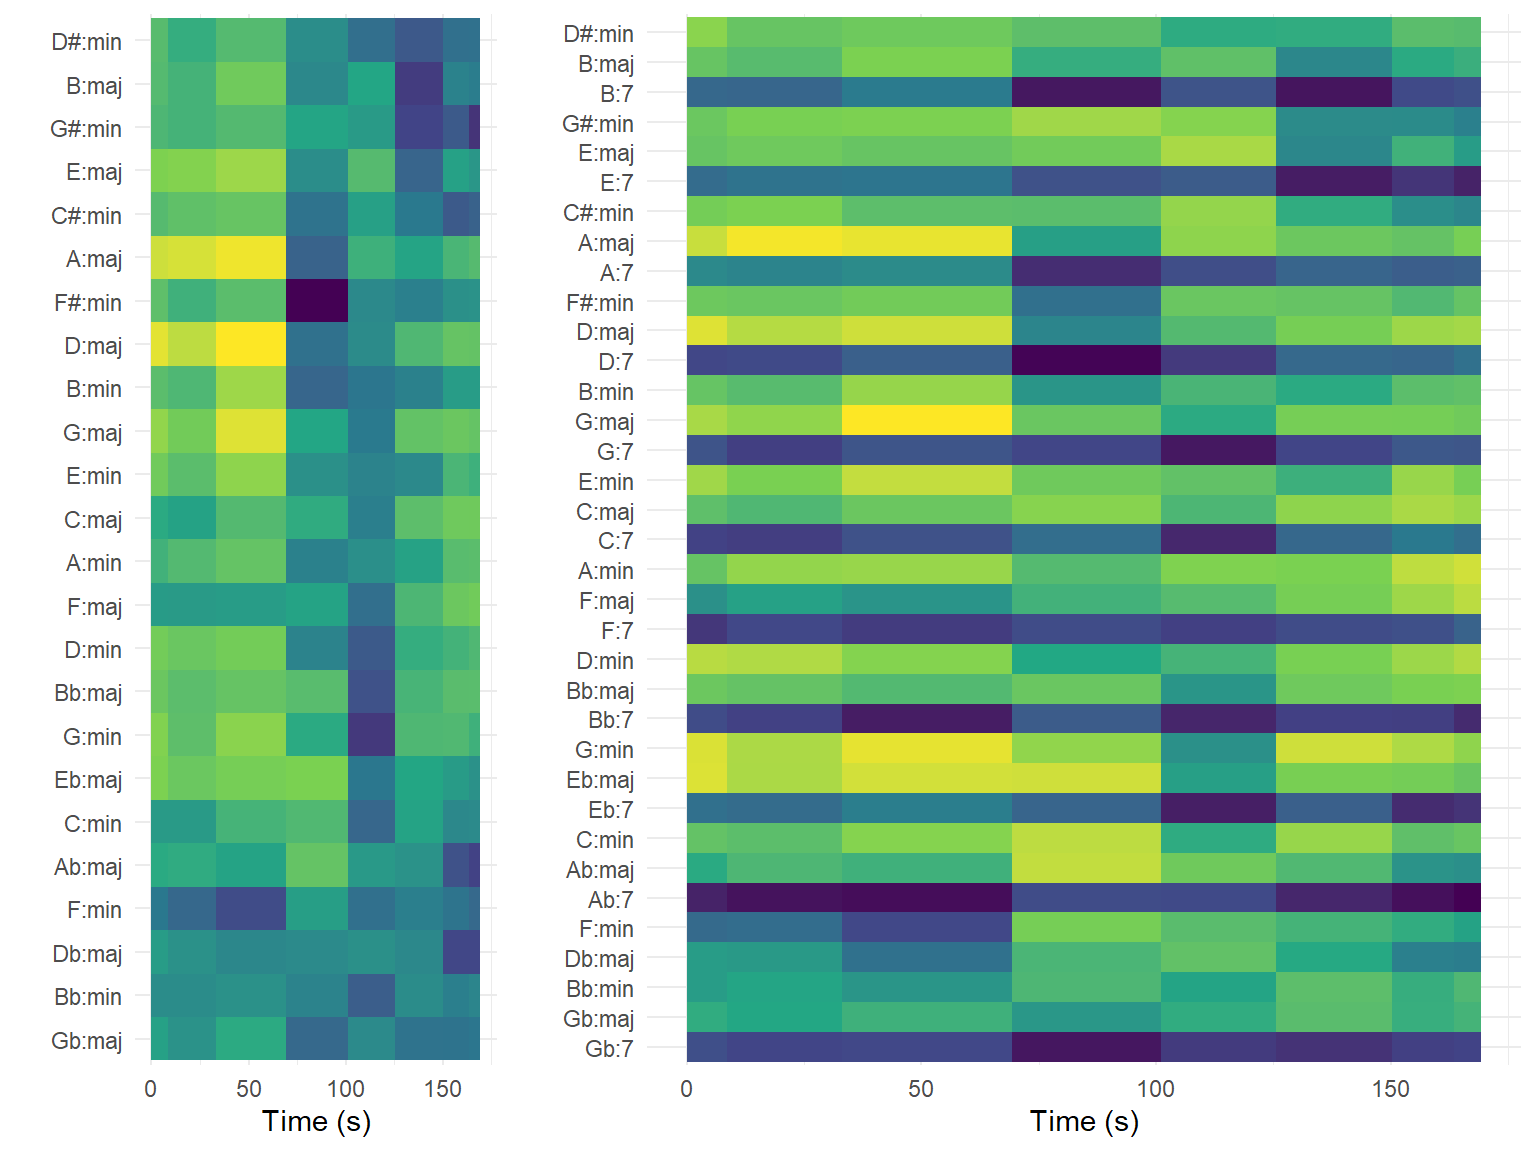 D#:min
B:maj
G#:min
E:maj
C#:min
A:maj
F#:min
D:maj
B:min
G:maj
E:min
C:maj
A:min
F:maj
D:min
Bb:maj
G:min
Eb:maj
C:min
Ab:maj
F:min
Db:maj
Bb:min
Gb:maj
0 50 100 150
Time (s)
D#:min
B:maj
B:7
G#:min
E:maj
E:7
C#:min
A:maj
A:7
F#:min
D:maj
D:7
B:min
G:maj
G:7
E:min
C:maj
C:7
A:min
F:maj
F:7
D:min
Bb:maj
Bb:7
G:min
Eb:maj
Eb:7
C:min
Ab:maj
Ab:7
F:min
Db:maj
Bb:min
Gb:maj
Gb:7
0 50 100 150
Time (s)